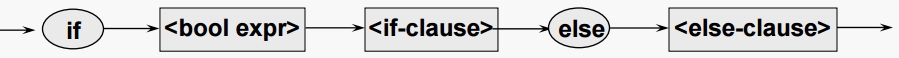 if <bool expr> <if-clause> else <else-clause>